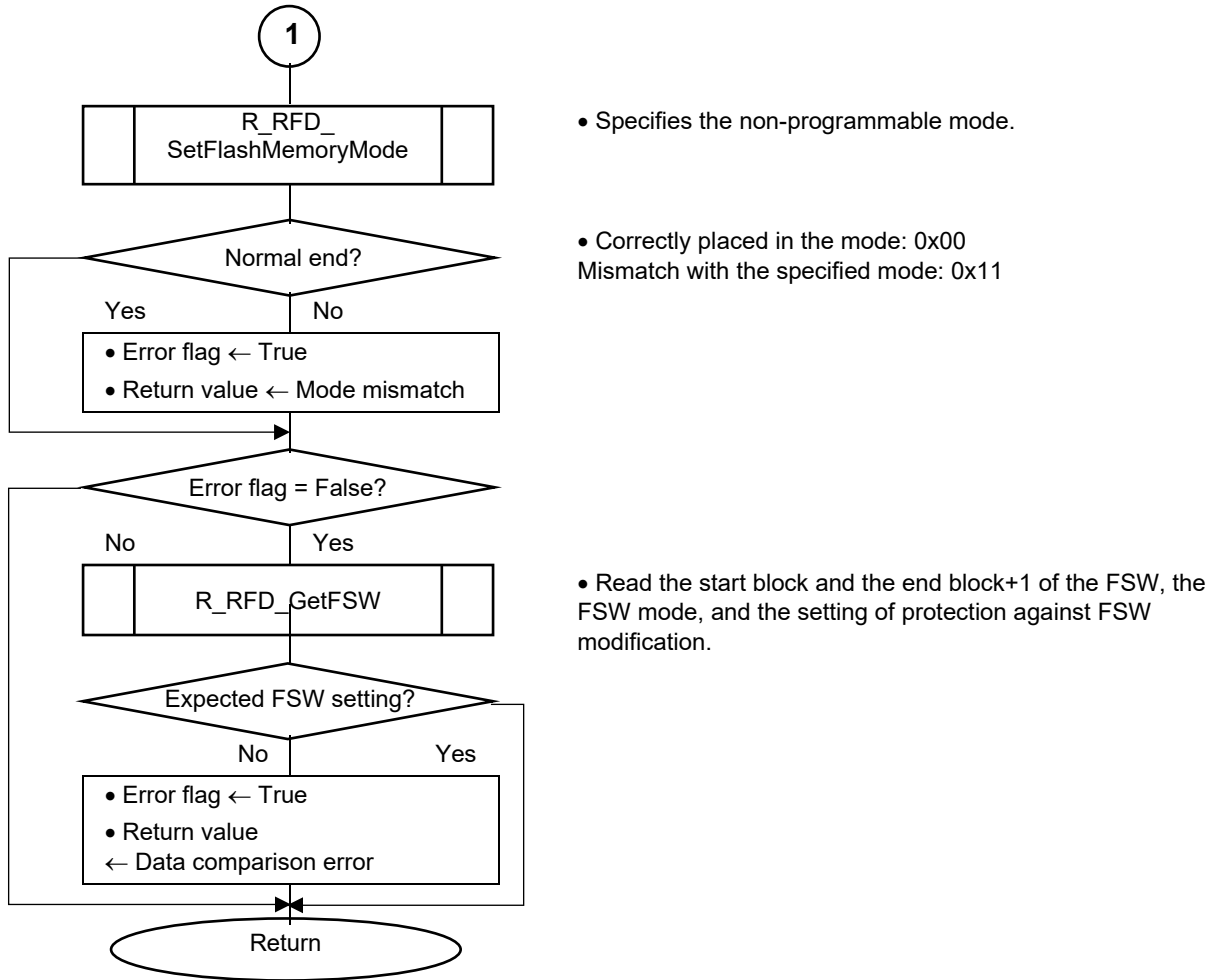 1
R_RFD_
SetFlashMemoryMode
• Specifies the non-programmable mode.
Normal end?
• Correctly placed in the mode: 0x00
Mismatch with the specified mode: 0x11
Yes
No
• Error flag ← True
• Return value ← Mode mismatch
Error flag = False?
No
Yes
R_RFD_GetFSW
• Read the start block and the end block+1 of the FSW, the
FSW mode, and the setting of protection against FSW
modification.
Expected FSW setting?
No
Yes
• Error flag ← True
• Return value
← Data comparison error
Return